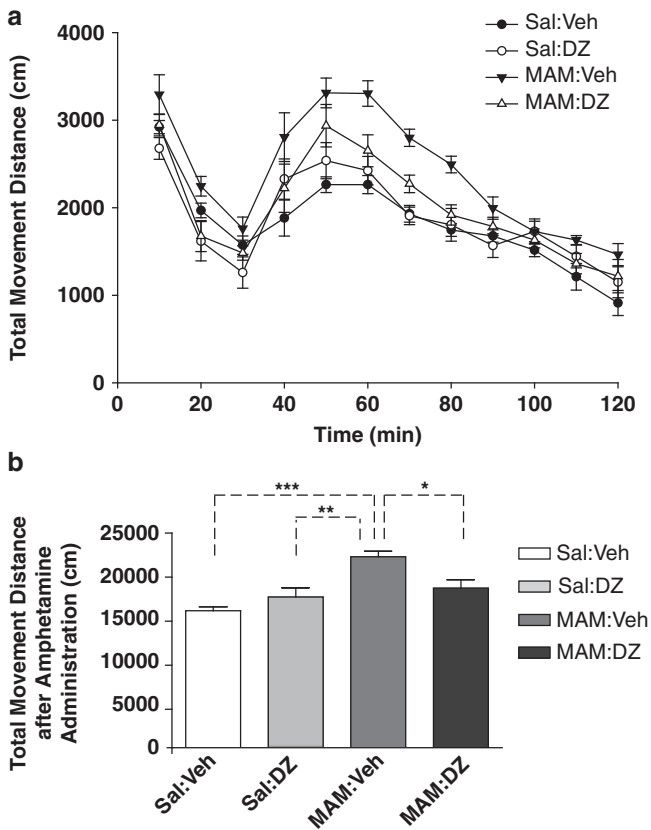 a
Sal:Veh
Sal:DZ
MAM:Veh
MAM:DZ
4000
3000
2000
1000
0
Total Movement Distance (cm)
0 20 40 60 80 100 120
Time (min)
b
*** *
**
25000
20000
15000
10000
5000
0
Total Movement Distance
after Amphetamine
Administration (cm)
Sal:Veh
Sal:DZ
MAM:Veh
MAM:DZ
Sal:Veh
Sal:DZ
MAM:Veh
MAM:DZ